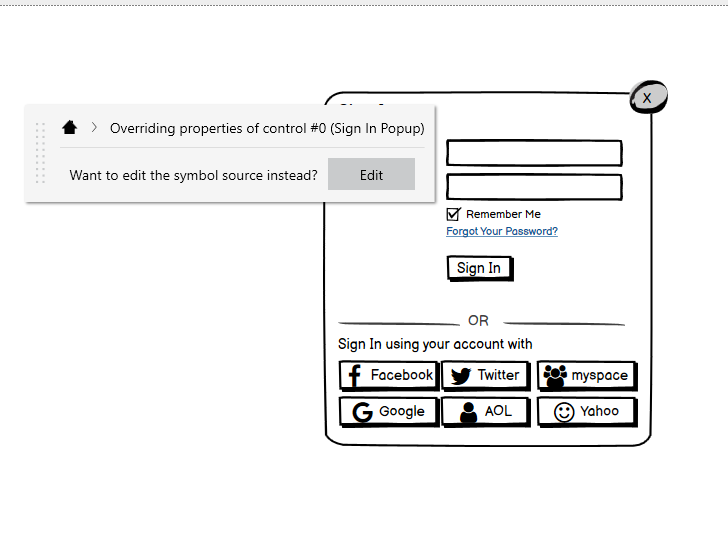 X
Overriding properties of control #0 (Sign In Popup)
Want to edit the symbol source instead? Edit
Remember Me
Forgot Your Password?
Sign In
OR
Sign In using your account with
Facebook Twitter myspace
Google AOL Yahoo